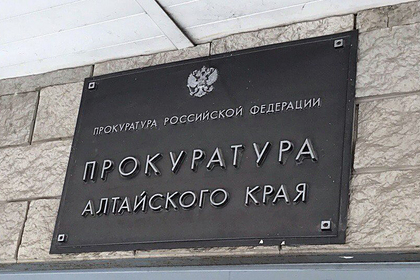 ПРОКУРАТУРА РОССИЙСКОЙ ФЕДЕРАЦИИ
ПРОКУРАТУРА
АЛТАЙСКОГО КРАЯ